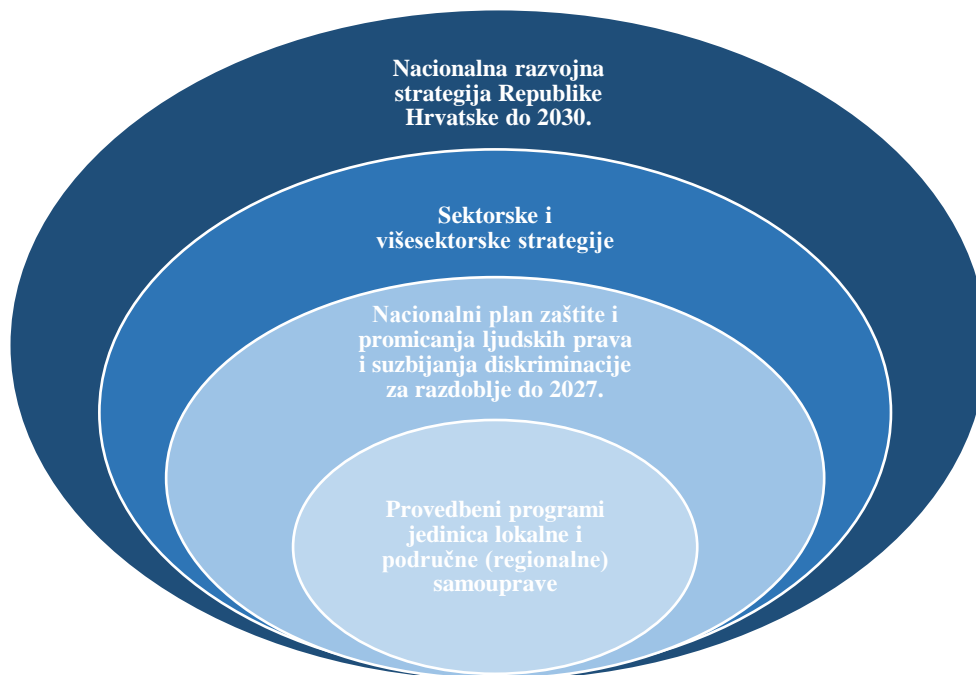 Nacionalna razvojna
strategija Republike
Hrvatske do 2030.
Sektorske i
višesektorske strategije
Nacionalni plan zaštite i
promicanja ljudskih prava
i suzbijanja diskriminacije
za razdoblje do 2027.
Provedbeni programi
jedinica lokalne i
područne (regionalne)
samouprave